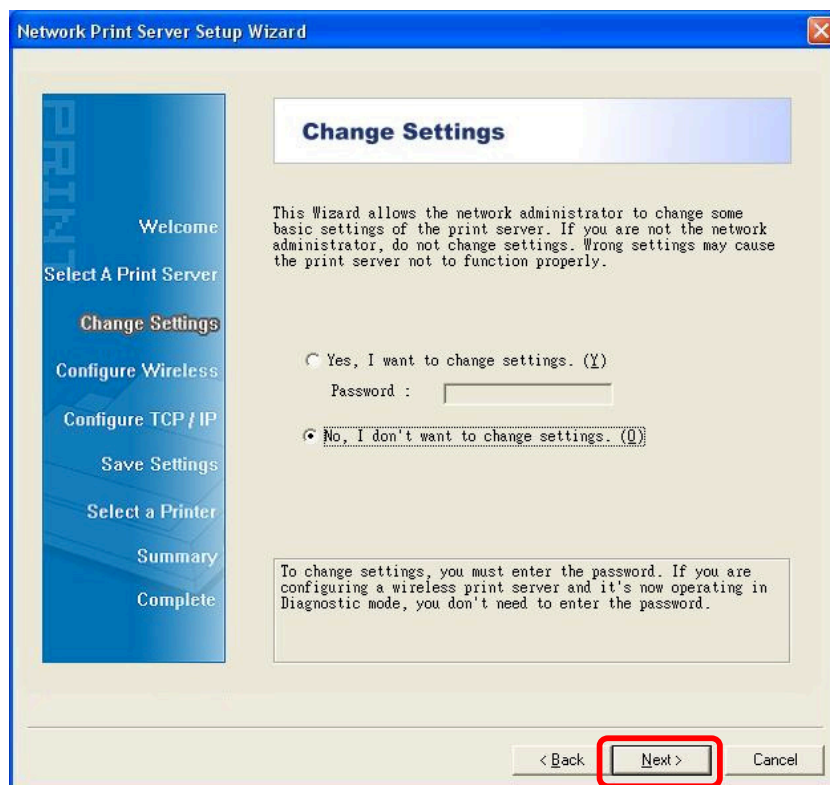 Network Print Server Setup Wizard
PRINT
Welcome
Select A Print Server
Change Settings
Configure Wireless
Configure TCP / IP
Save Settings
Select a Printer
Summary
Complete
Change Settings
This Wizard allows the network administrator to change some
basic settings of the print server. If you are not the network
administrator, do not change settings. Wrong settings may cause
the print server not to function properly.
Yes, I want to change settings. (Y)
Password :
No, I don't want to change settings. (O)
To change settings, you must enter the password. If you are
configuring a wireless print server and it's now operating in
Diagnostic mode, you don't need to enter the password.
< Back Next > Cancel